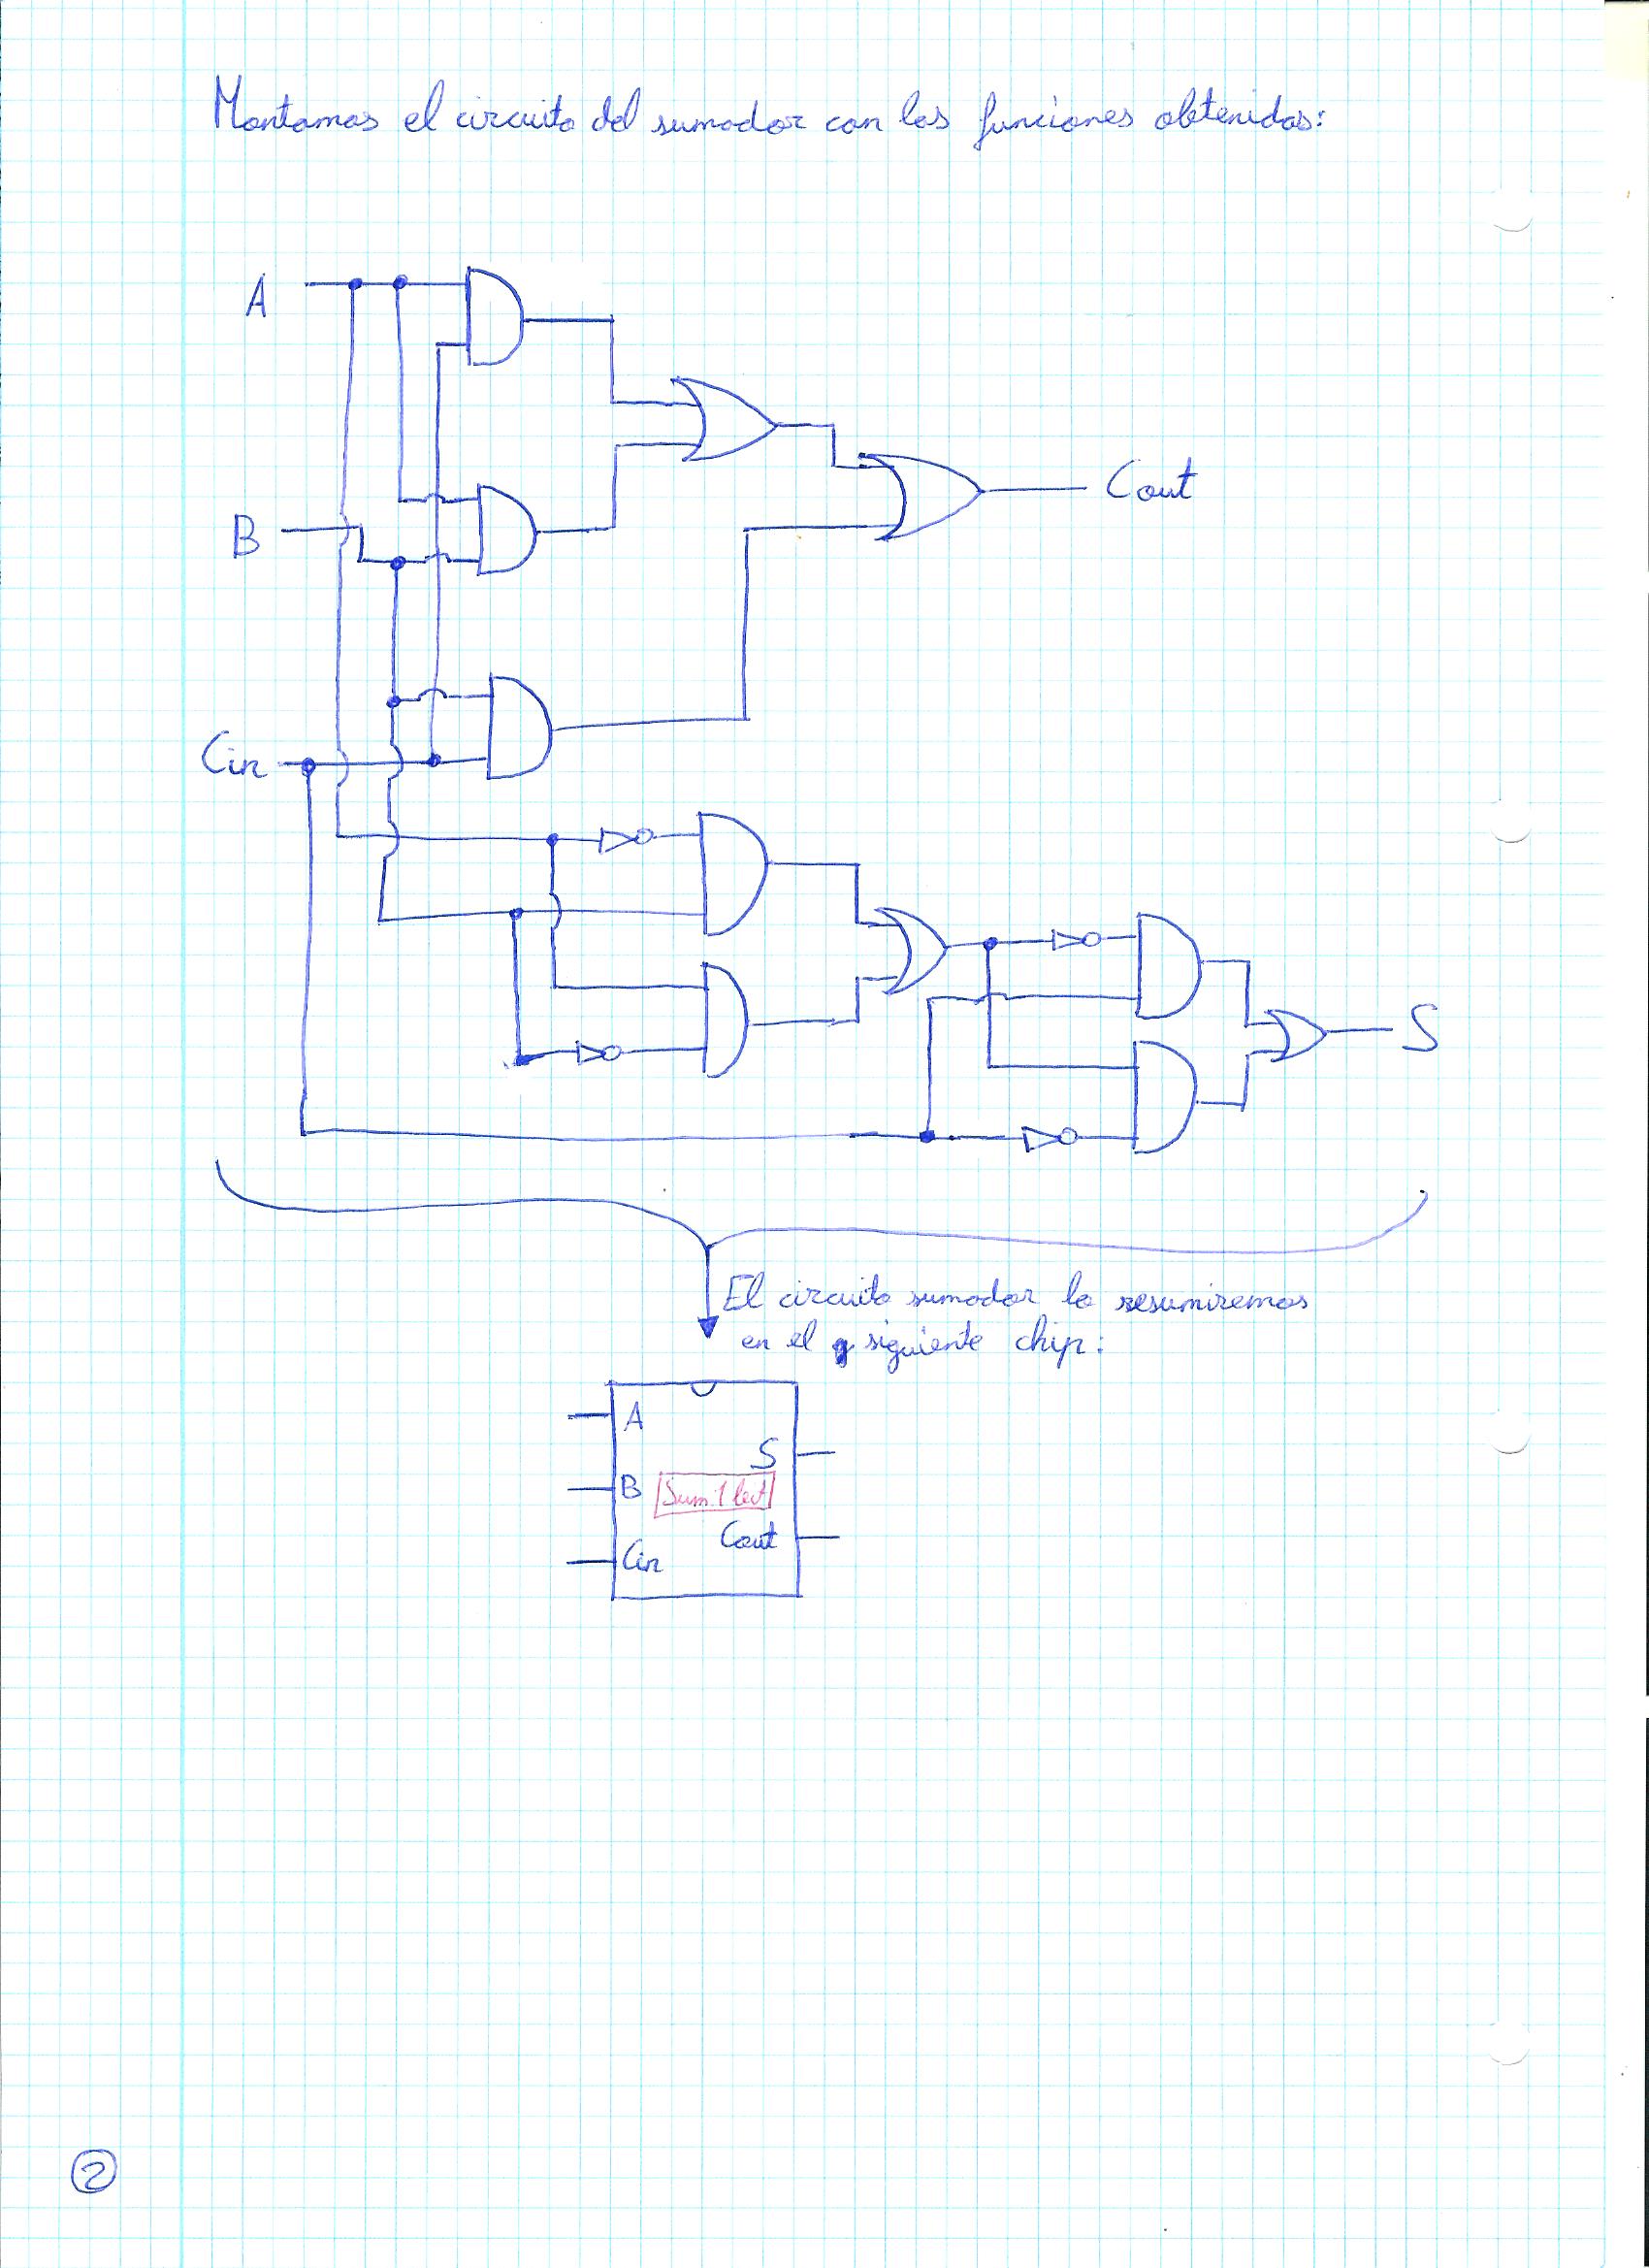 Montamos el circuito del sumador con las funciones obtenidas:
A
B
Cout
Cin
S
El circuito sumador lo resumiremos
en el siguiente chip:
A
S
B
Sum. 1 bit
Cout
Cin
2